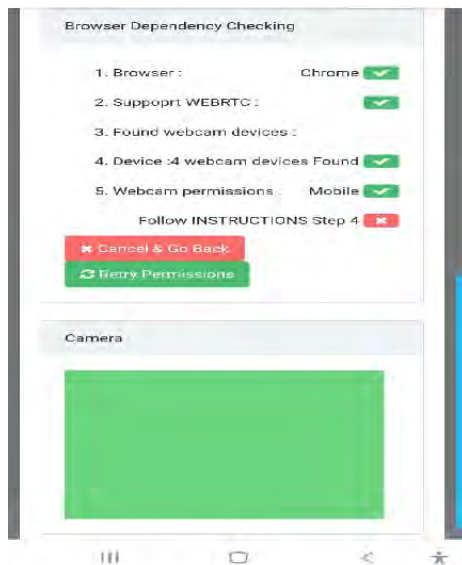 Browser Dependency Checking
1. Browser : Chrome
2. Suppoprt WEBRTC :
3. Found webcam devices :
4. Device :4 webcam devices Found
5. Webcam permissions : Mobile
Follow INSTRUCTIONS Step 4
Cancel & Go Back
Retry Permissions
Camera